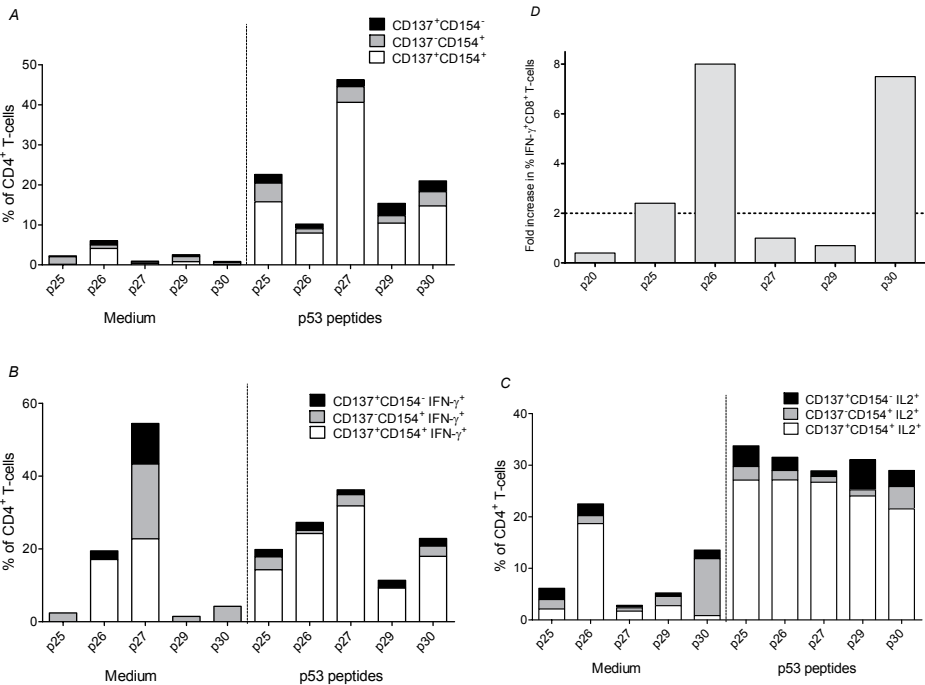 A
CD137⁺CD154⁻
CD137⁻CD154⁺
CD137⁺CD154⁺
% of CD4⁺ T-cells
50
40
30
20
10
0
p25 p26 p27 p29 p30 p25 p26 p27 p29 p30
Medium p53 peptides
D
Fold increase in % IFN-γ⁺CD8⁺ T-cells
8
6
4
2
0
p20 p25 p26 p27 p29 p30
B
CD137⁺CD154⁻ IFN-γ⁺
CD137⁻CD154⁺ IFN-γ⁺
CD137⁺CD154⁺ IFN-γ⁺
% of CD4⁺ T-cells
60
40
20
0
p25 p26 p27 p29 p30 p25 p26 p27 p29 p30
Medium p53 peptides
C
CD137⁺CD154⁻ IL2⁺
CD137⁻CD154⁺ IL2⁺
CD137⁺CD154⁺ IL2⁺
% of CD4⁺ T-cells
40
30
20
10
0
p25 p26 p27 p29 p30 p25 p26 p27 p29 p30
Medium p53 peptides